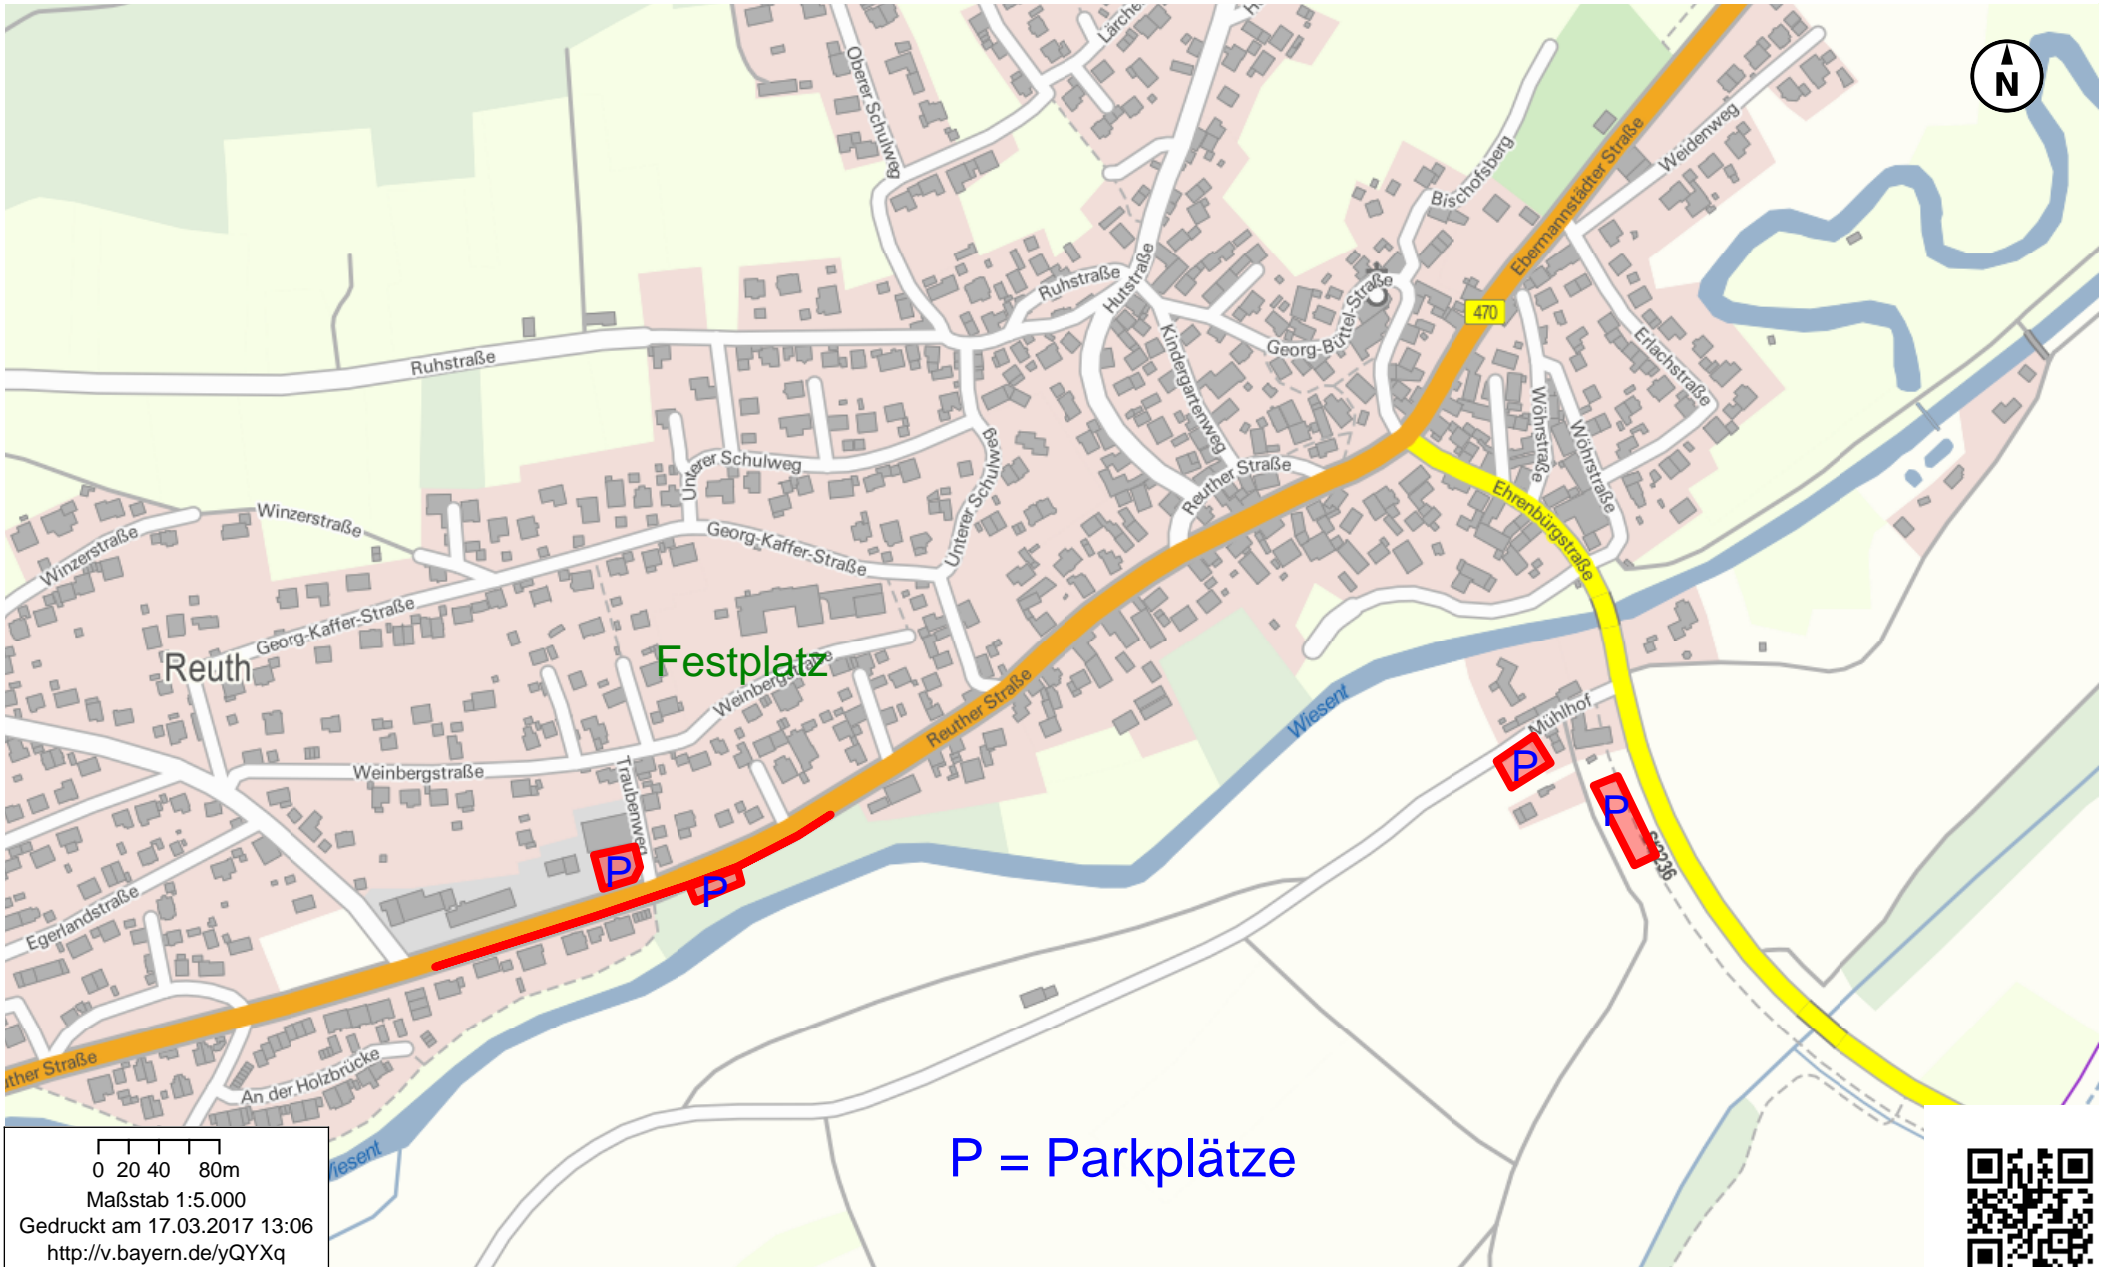 Lärche
Oberer Schulweg
N
Bischofsberg
Ebermannstädter Straße
Weidenweg
Ruhstraße
Hutstraße
470
Georg-Büttel-Straße
Ruhstraße
Kindergartenweg
Erlachstraße
Wöhrstraße
Wöhrstraße
Unterer Schulweg
Unterer Schulweg
Reuther Straße
Winzerstraße
Winzerstraße
Georg-Kaffer-Straße
Ehrenbürgstraße
Georg-Kaffer-Straße
Reuth
Festplatz
Weinbergstraße
Reuther Straße
Wiesent
Mühlhof
Weinbergstraße
Traubenweg
P
P
P
P
2236
Egerlandstraße
uther Straße
An der Holzbrücke
Wiesent
P = Parkplätze
0 20 40 80m
Maßstab 1:5.000
Gedruckt am 17.03.2017 13:06
http://v.bayern.de/yQYXq